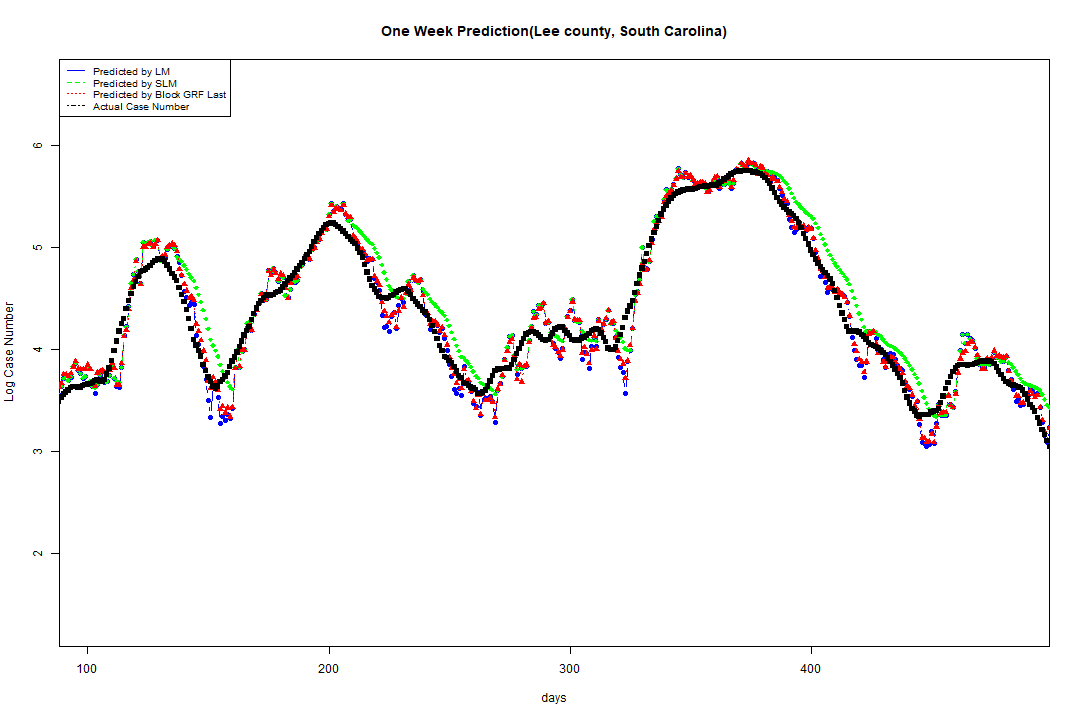 One Week Prediction(Lee county, South Carolina)
Predicted by LM
Predicted by SLM
Predicted by Block GRF Last
Actual Case Number
6
5
4
3
2
Log Case Number
100 200 300 400
days